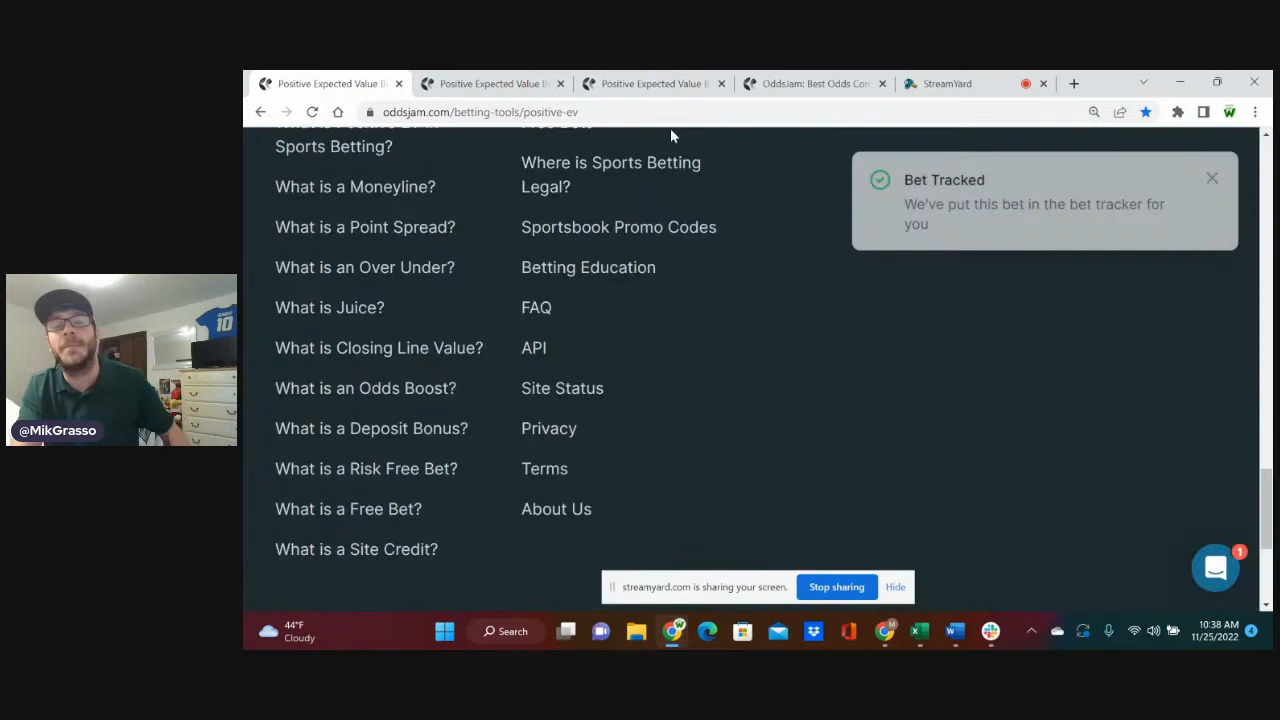 Positive Expected Value B
Positive Expected Value B
Positive Expected Value B
OddsJam: Best Odds Com
StreamYard
oddsjam.com/betting-tools/positive-ev
Sports Betting?
What is a Moneyline?
What is a Point Spread?
What is an Over Under?
What is Juice?
What is Closing Line Value?
What is an Odds Boost?
What is a Deposit Bonus?
What is a Risk Free Bet?
What is a Free Bet?
What is a Site Credit?
Where is Sports Betting
Legal?
Sportsbook Promo Codes
Betting Education
FAQ
API
Site Status
Privacy
Terms
About Us
Bet Tracked
We've put this bet in the bet tracker for
you
1
10
@MikGrasso
streamyard.com is sharing your screen.
Stop sharing
Hide
44°F
Cloudy
Search
10:38 AM
11/25/2022
4